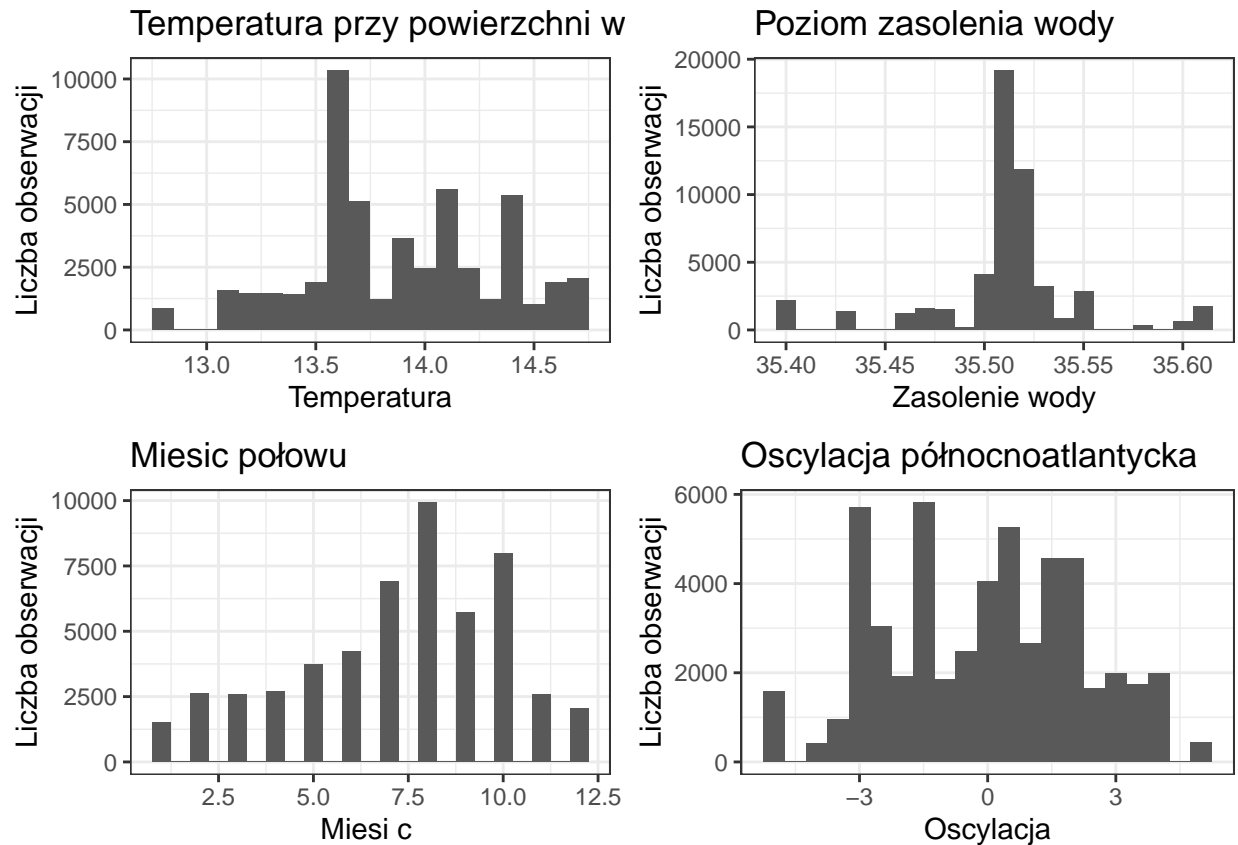 Temperatura przy powierzchni w
Liczba obserwacji
10000
7500
5000
2500
0
13.0 13.5 14.0 14.5
Temperatura
Poziom zasolenia wody
Liczba obserwacji
20000
15000
10000
5000
0
35.40 35.45 35.50 35.55 35.60
Zasolenie wody
Miesic połowu
Liczba obserwacji
10000
7500
5000
2500
0
2.5 5.0 7.5 10.0 12.5
Miesi c
Oscylacja północnoatlantycka
Liczba obserwacji
6000
4000
2000
0
−3 0 3
Oscylacja